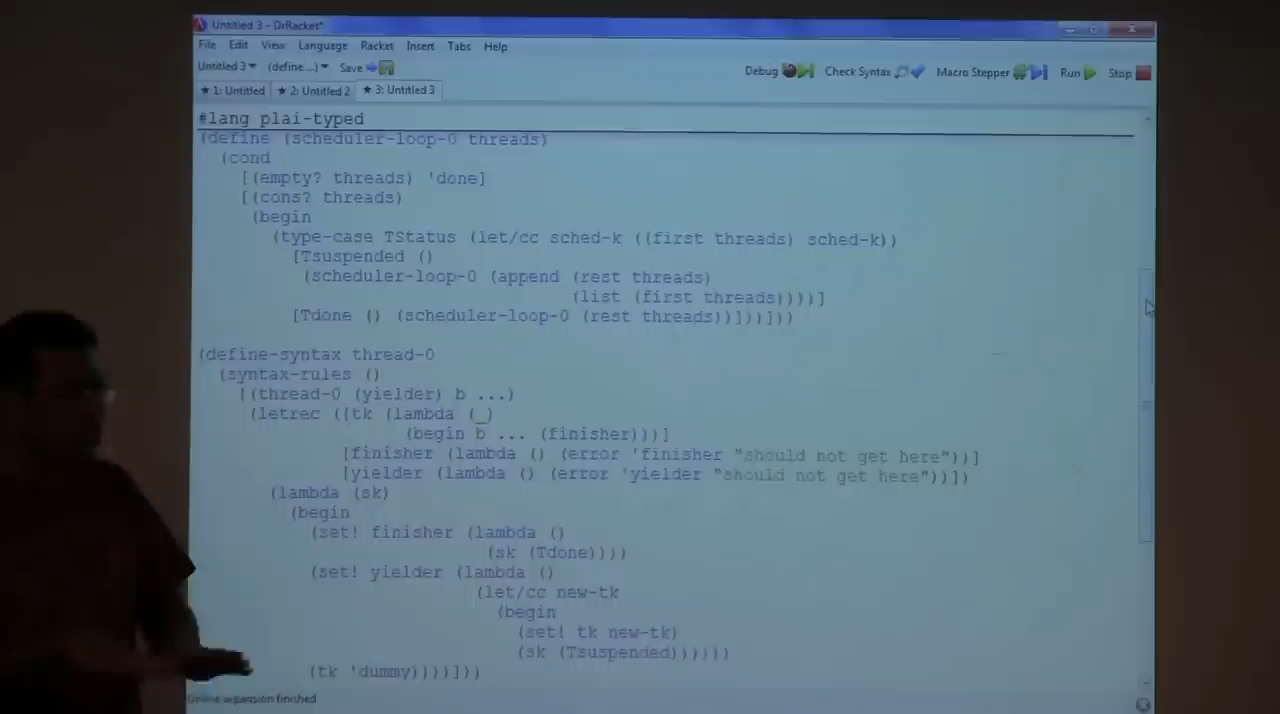 Untitled 3 - DrRacket*
File Edit View Language Racket Insert Tabs Help
Untitled 3 (define...) Save Debug Check Syntax Macro Stepper Run Stop
★ 1: Untitled ★ 2: Untitled 2 ★ 3: Untitled 3
#lang plai-typed
(define (scheduler-loop-0 threads)
(cond
[(empty? threads) 'done]
[(cons? threads)
(begin
(type-case TStatus (let/cc sched-k ((first threads) sched-k))
[Tsuspended ()
(scheduler-loop-0 (append (rest threads)
(list (first threads))))]
[Tdone () (scheduler-loop-0 (rest threads))]))]))
(define-syntax thread-0
(syntax-rules ()
[(thread-0 (yielder) b ...)
(letrec ([tk (lambda (_)
(begin b ... (finisher)))]
[finisher (lambda () (error 'finisher "should not get here"))]
[yielder (lambda () (error 'yielder "should not get here"))])
(lambda (sk)
(begin
(set! finisher (lambda ()
(sk (Tdone))))
(set! yielder (lambda ()
(let/cc new-tk
(begin
(set! tk new-tk)
(sk (Tsuspended))))))
(tk 'dummy))))]))
Online expansion finished